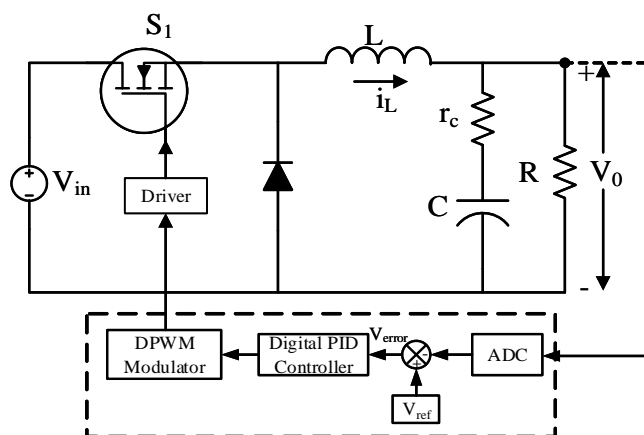 S1
L
iL
+
rc
Vin
+
-
Driver
C
R
V0
-
DPWM
Modulator
Digital PID
Controller
Verror
-
+
ADC
Vref